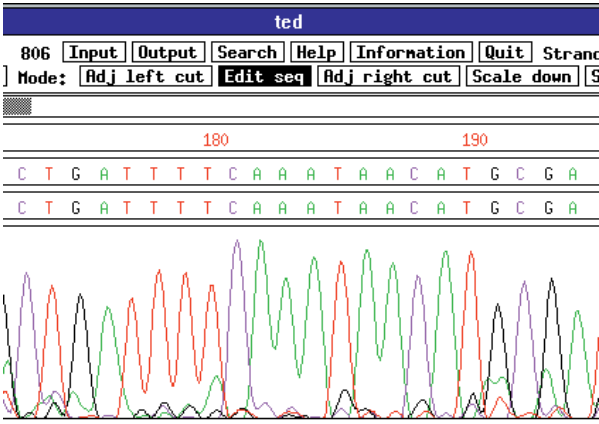 ted
806 Input Output Search Help Information Quit Stranc
Mode: Adj left cut Edit seq Adj right cut Scale down S
180 190
C T G A T T T T C A A A T A A C A T G C G A
C T G A T T T T C A A A T A A C A T G C G A